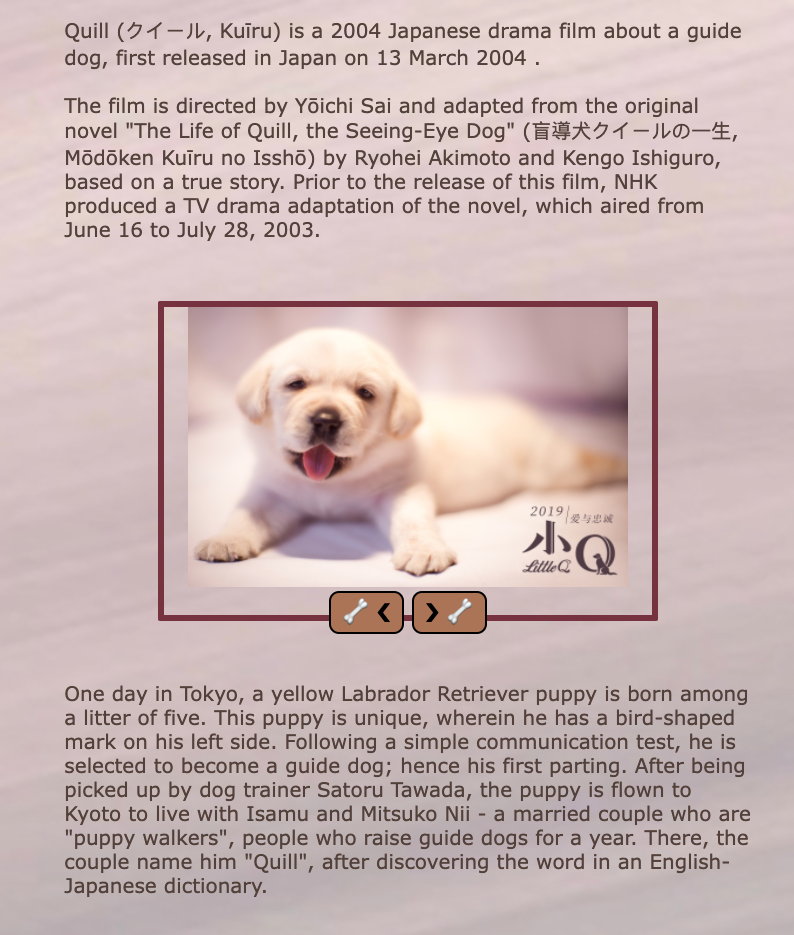 Quill (クイール, Kuīru) is a 2004 Japanese drama film about a guide
dog, first released in Japan on 13 March 2004 .
The film is directed by Yōichi Sai and adapted from the original
novel "The Life of Quill, the Seeing-Eye Dog" (盲導犬クイールの一生,
Mōdōken Kuīru no Isshō) by Ryohei Akimoto and Kengo Ishiguro,
based on a true story. Prior to the release of this film, NHK
produced a TV drama adaptation of the novel, which aired from
June 16 to July 28, 2003.
2019 爱与忠诚
小Q
Little Q
One day in Tokyo, a yellow Labrador Retriever puppy is born among
a litter of five. This puppy is unique, wherein he has a bird-shaped
mark on his left side. Following a simple communication test, he is
selected to become a guide dog; hence his first parting. After being
picked up by dog trainer Satoru Tawada, the puppy is flown to
Kyoto to live with Isamu and Mitsuko Nii - a married couple who are
"puppy walkers", people who raise guide dogs for a year. There, the
couple name him "Quill", after discovering the word in an English-
Japanese dictionary.